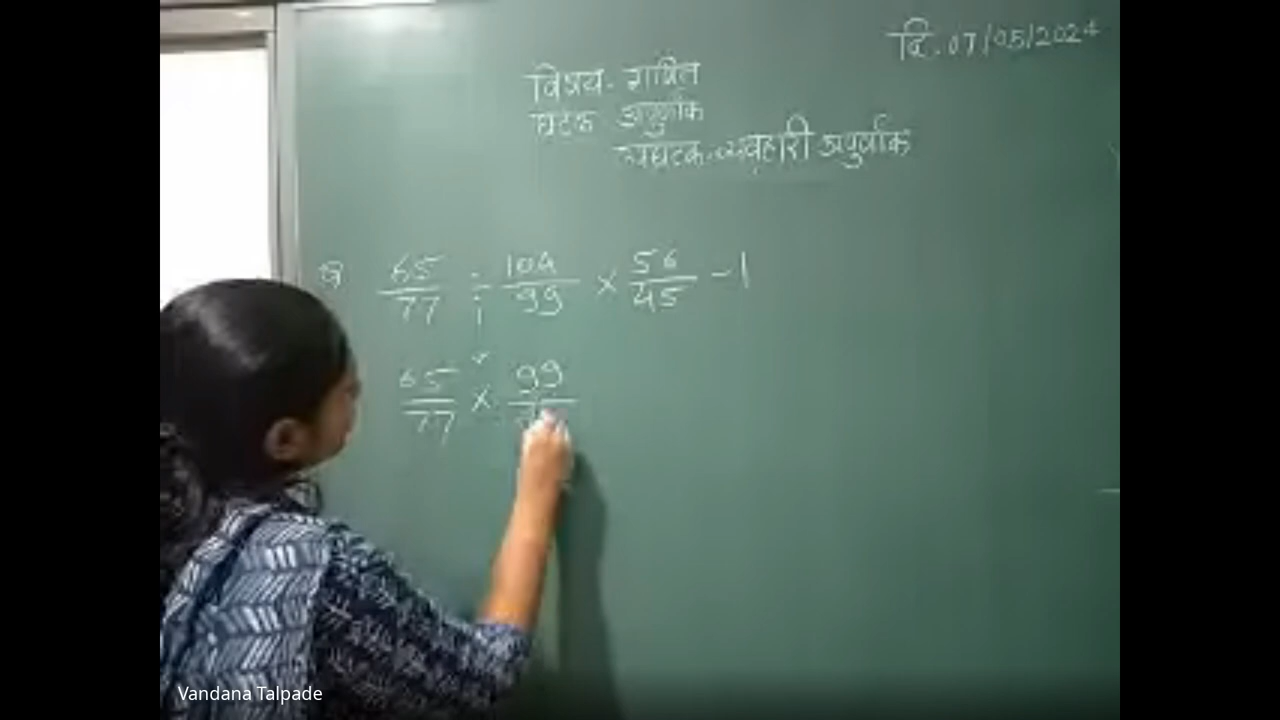 दि. 07/05/2024
विषय - गणित
घटक अपुर्णांक
उपघटक - व्यवहारी अपुर्णांक
65/77 ÷ 104/99 × 56/45 - 1
65/77 × 99
Vandana Talpade